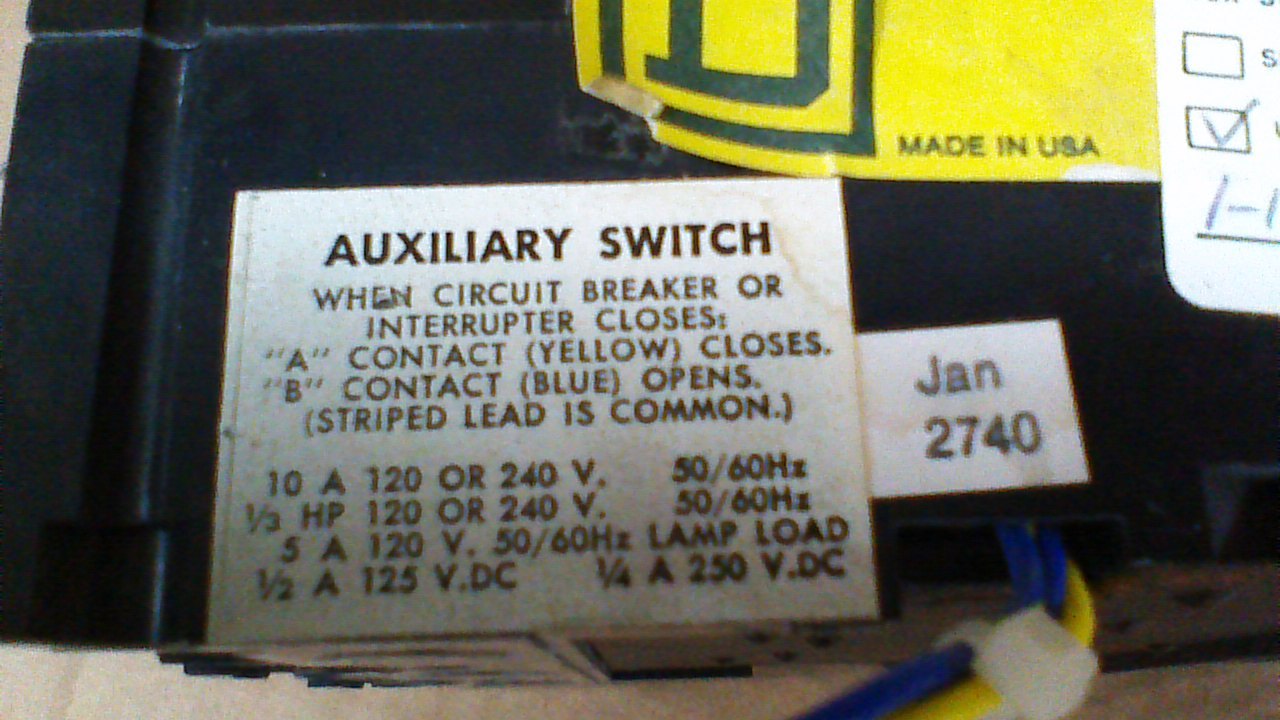 MADE IN USA
S
1-1
AUXILIARY SWITCH
WHEN CIRCUIT BREAKER OR
INTERRUPTER CLOSES:
"A" CONTACT (YELLOW) CLOSES.
"B" CONTACT (BLUE) OPENS.
(STRIPED LEAD IS COMMON.)
10 A 120 OR 240 V. 50/60Hz
1/3 HP 120 OR 240 V. 50/60Hz
5 A 120 V. 50/60Hz LAMP LOAD
1/2 A 125 V.DC 1/4 A 250 V.DC
Jan
2740